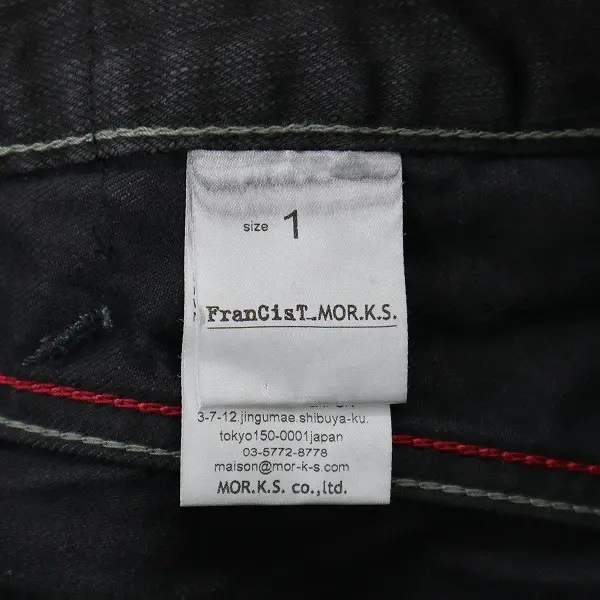 size 1
FranCisT_MOR.K.S.
3-7-12.jingumae.shibuya-ku.
tokyo150-0001japan
03-5772-8778
maison@mor-k-s.com
MOR.K.S. co.,ltd.